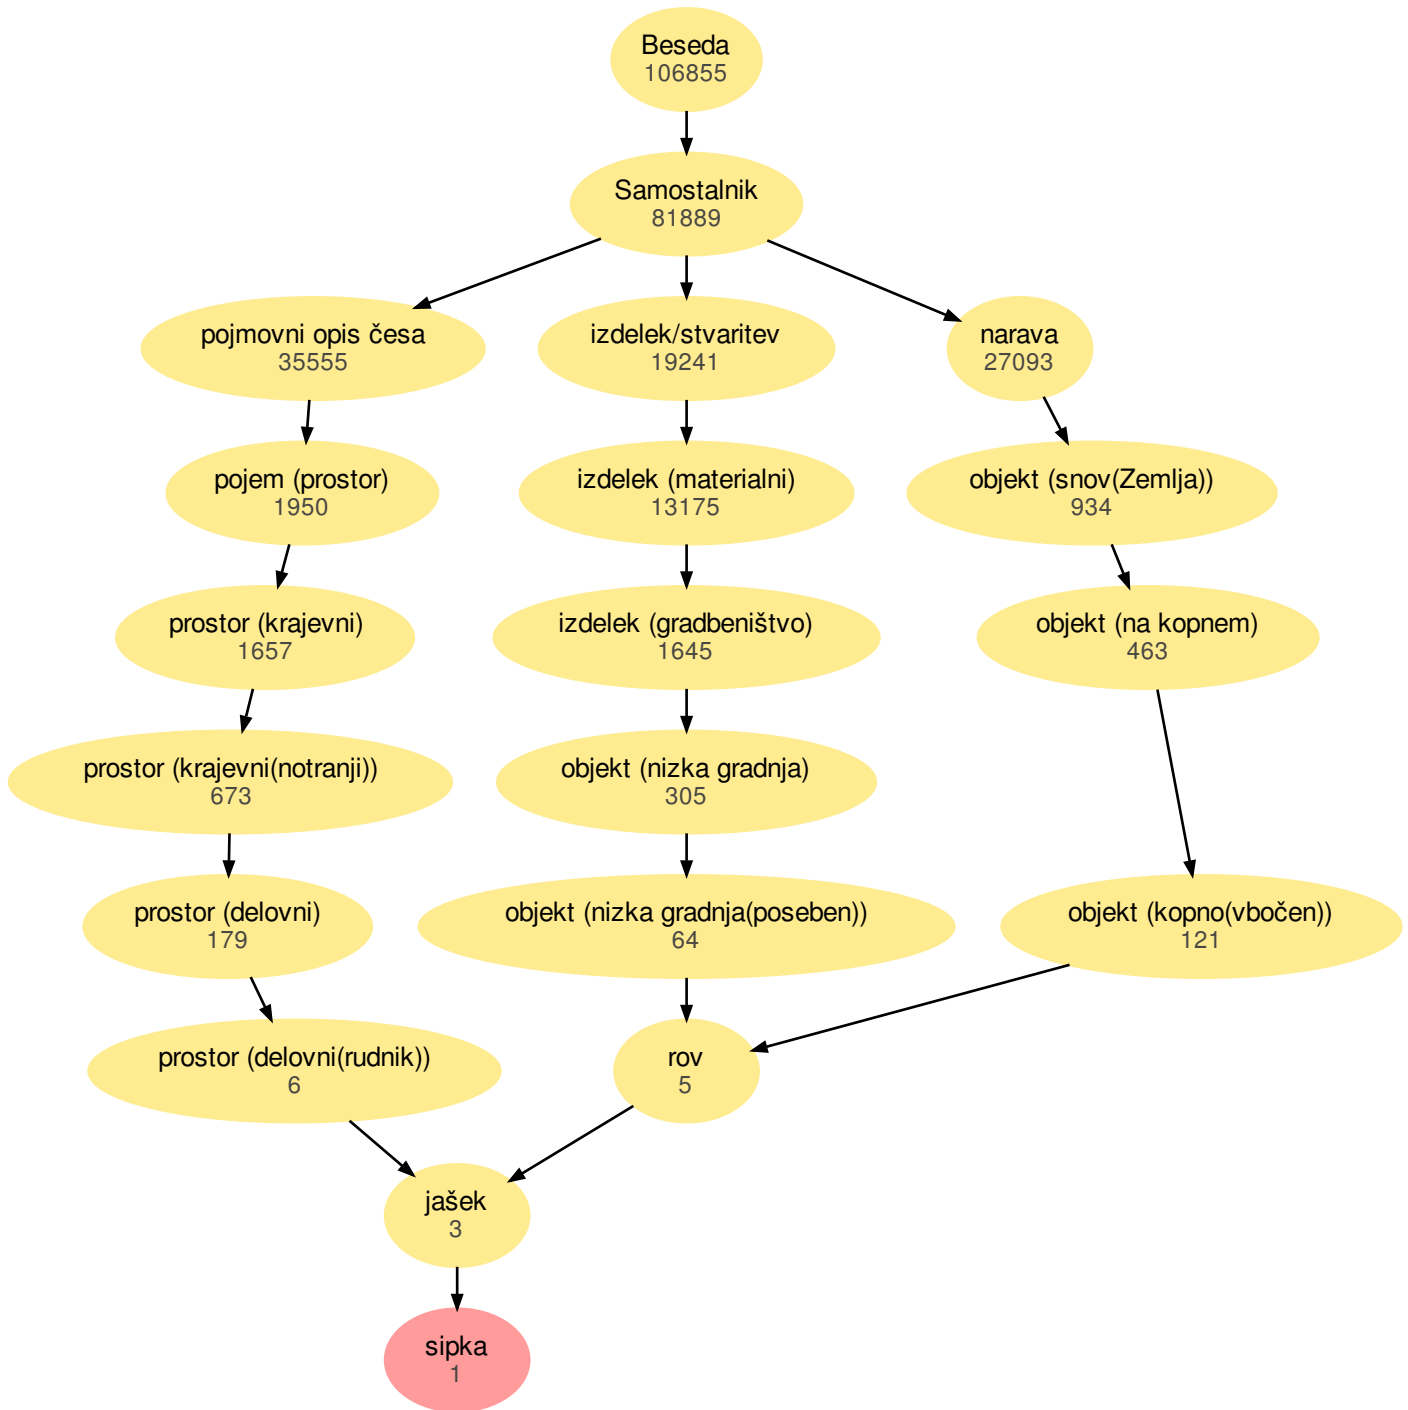 Beseda
106855
Samostalnik
81889
pojmovni opis česa
35555
izdelek/stvaritev
19241
narava
27093
pojem (prostor)
1950
izdelek (materialni)
13175
objekt (snov(Zemlja))
934
prostor (krajevni)
1657
izdelek (gradbeništvo)
1645
objekt (na kopnem)
463
prostor (krajevni(notranji))
673
objekt (nizka gradnja)
305
prostor (delovni)
179
objekt (nizka gradnja(poseben))
64
objekt (kopno(vbočen))
121
prostor (delovni(rudnik))
6
rov
5
jašek
3
sipka
1